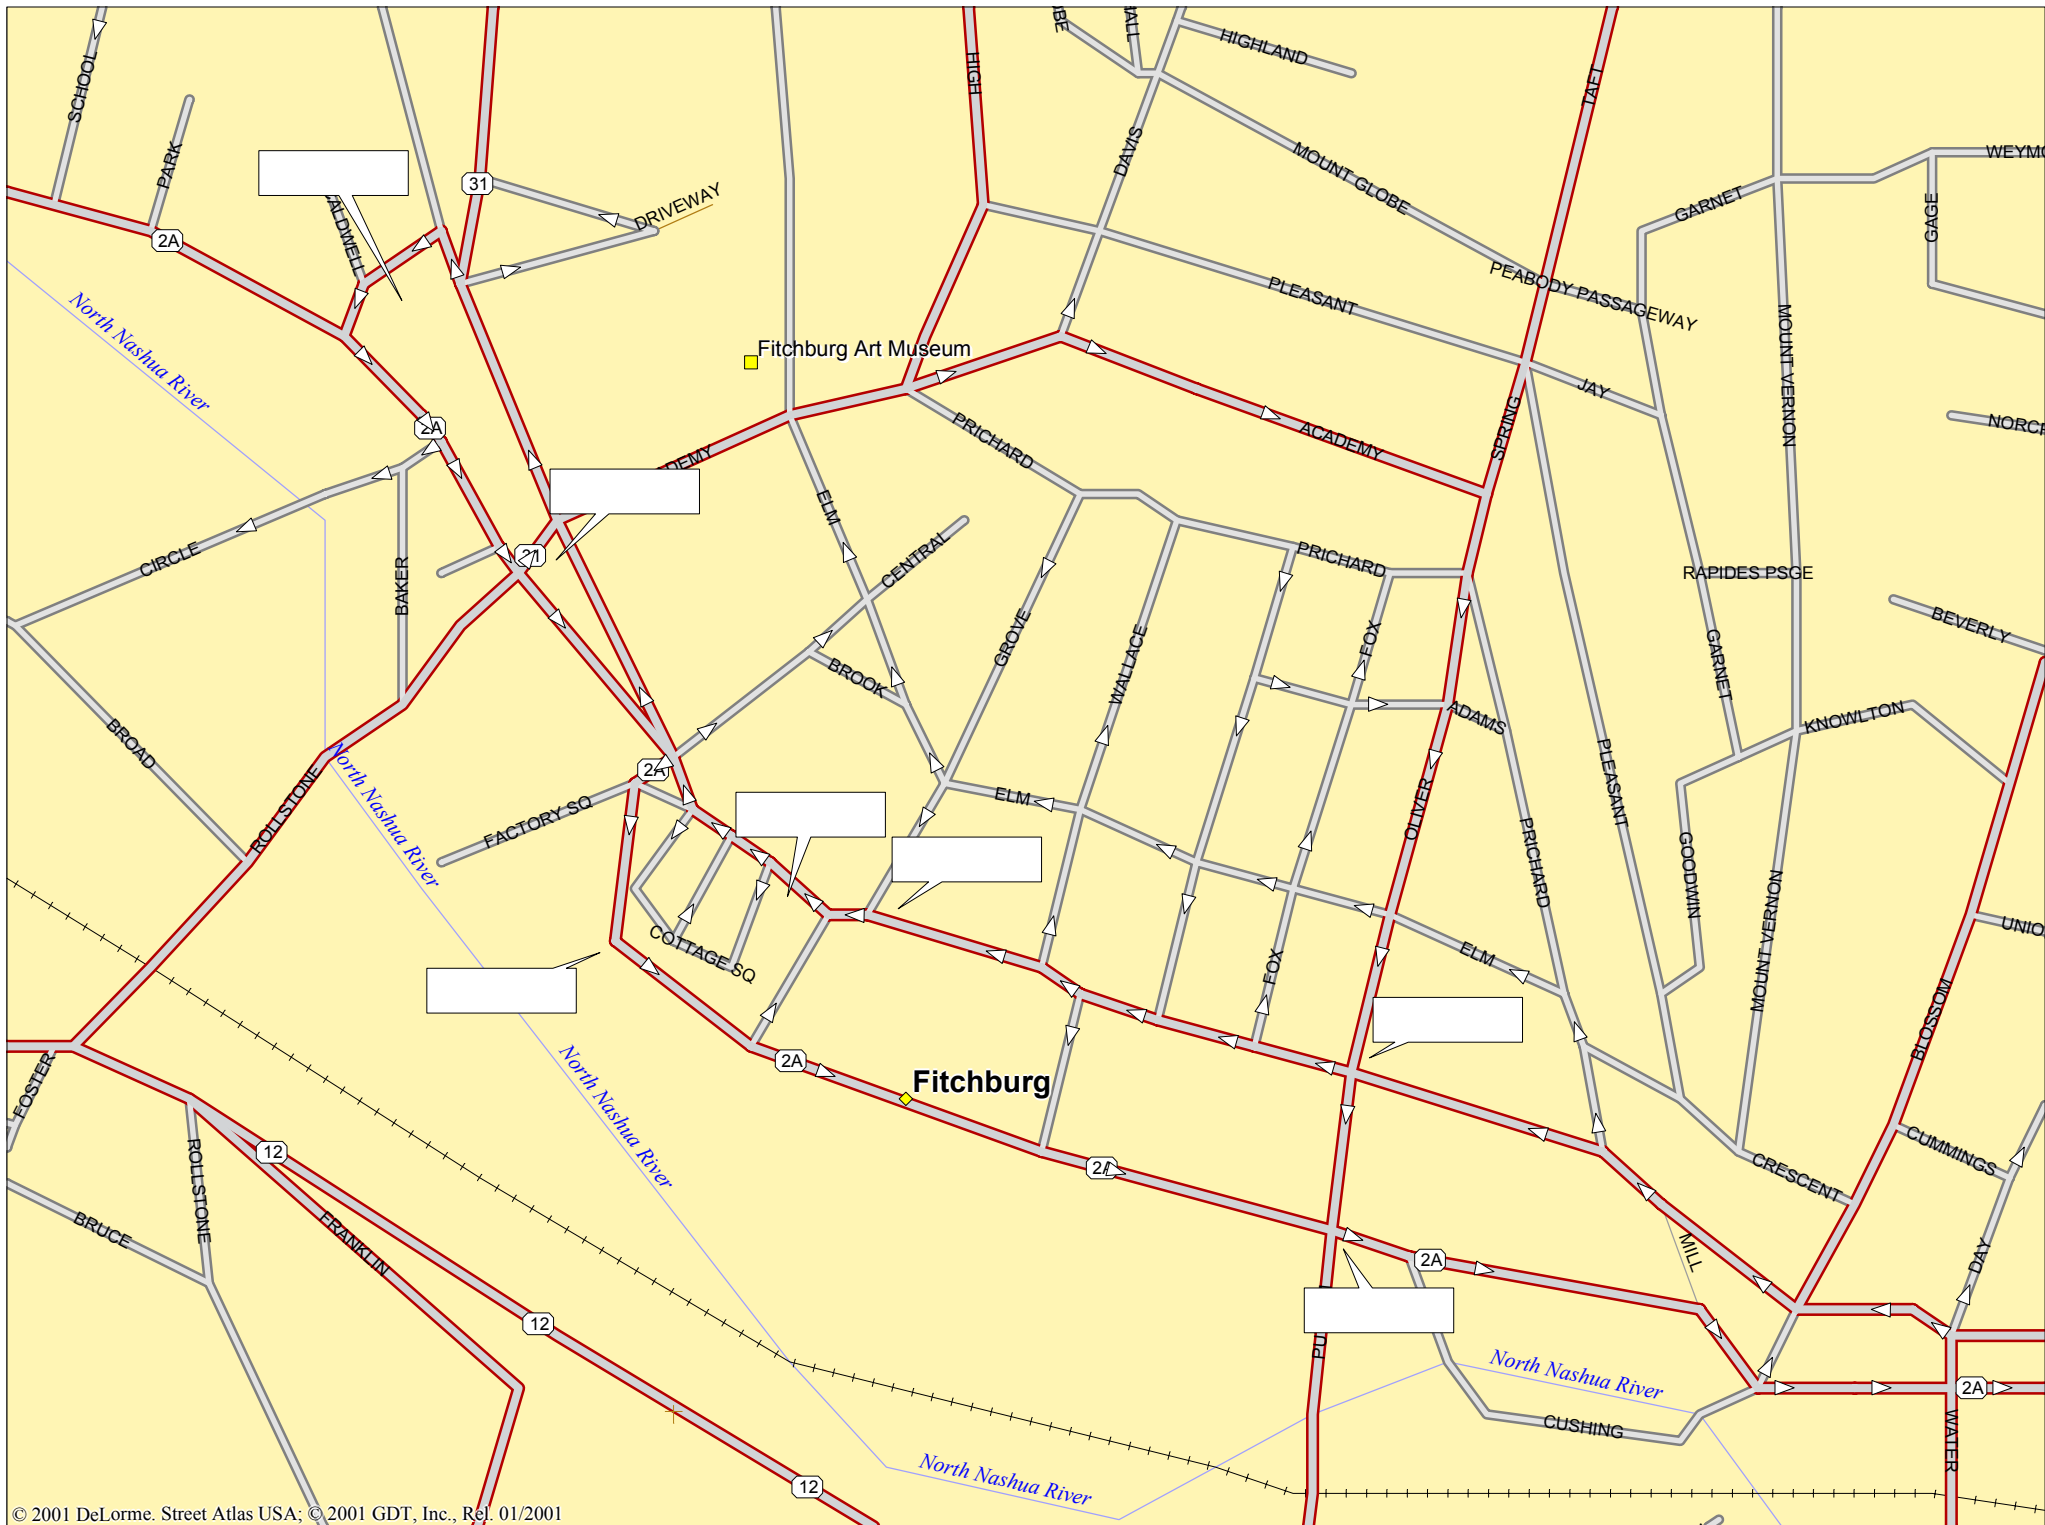 SCHOOL
PARK
31
HIGH
HIGHLAND
TAFT
DRIVEWAY
DAVIS
MOUNT GLOBE
GARNET
GAGE
2A
North Nashua River
PLEASANT
PEABODY PASSAGEWAY
MOUNT VERNON
Fitchburg Art Museum
JAY
2A
PRICHARD
ACADEMY
SPRING
ELM
CENTRAL
CIRCLE
BAKER
PRICHARD
RAPIDES PSGE
BEVERLY
GROVE
WALLACE
FOX
GARNET
BROOK
ADAMS
KNOWLTON
BROAD
ROLLSTONE
North Nashua River
2A
FACTORY SQ
ELM
OLIVER
PLEASANT
PRICHARD
GOODWIN
MOUNT VERNON
COTTAGE SQ
FOX
ELM
BLOSSOM
FOSTER
North Nashua River
2A
Fitchburg
12
ROLLSTONE
2A
CUMMINGS
CRESCENT
BRUCE
FRANKLIN
2A
MILL
DAY
12
North Nashua River
2A
CUSHING
WATER
North Nashua River
12
© 2001 DeLorme. Street Atlas USA; © 2001 GDT, Inc., Rel. 01/2001